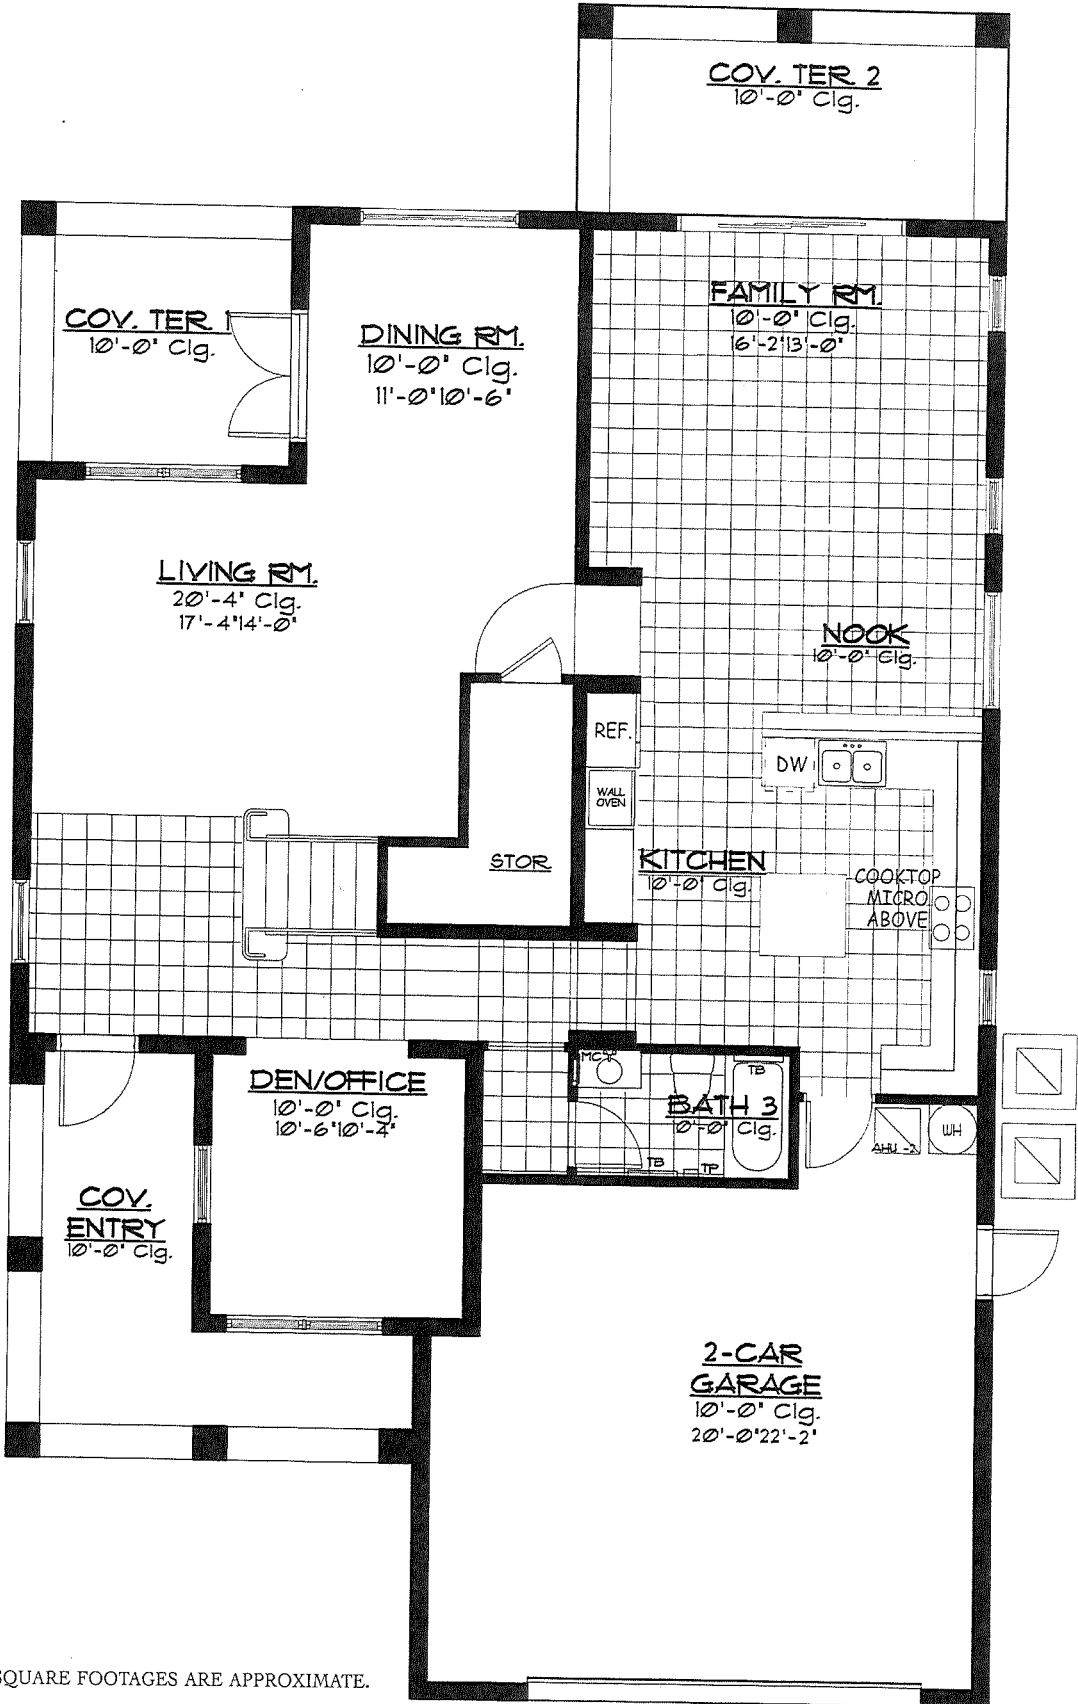 COV. TER 2
10'-0" Clg.
COV. TER 1
10'-0" Clg.
DINING RM.
10'-0" Clg.
11'-0"10'-6"
FAMILY RM.
10'-0" Clg.
16'-2"13'-0"
LIVING RM.
20'-4" Clg.
17'-4"14'-0"
NOOK
10'-0" Clg.
REF.
DW
WALL
OVEN
STOR
KITCHEN
10'-0" Clg.
COOKTOP
MICRO
ABOVE
DEN/OFFICE
10'-0" Clg.
10'-6"10'-4"
MC
TB
BATH 3
10'-0" Clg.
TB
TP
AHU -2
WH
COV.
ENTRY
10'-0" Clg.
2-CAR
GARAGE
10'-0" Clg.
20'-0"22'-2"
SQUARE FOOTAGES ARE APPROXIMATE.